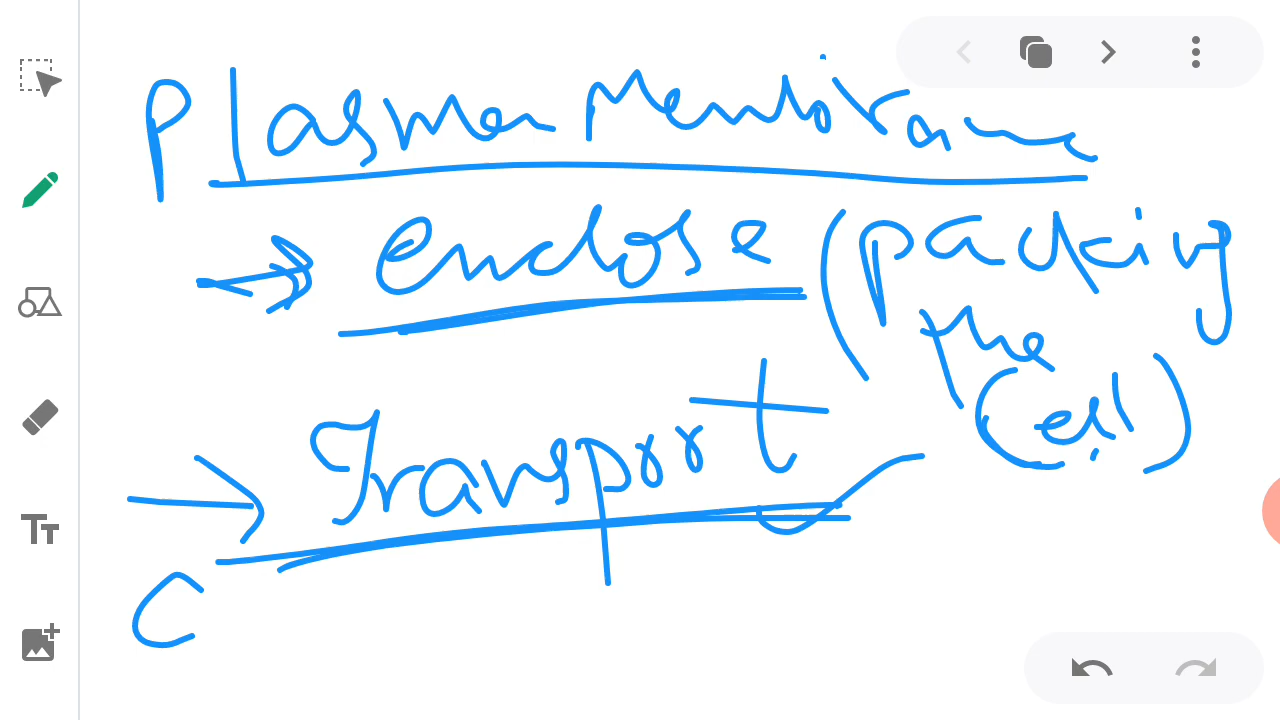 Plasma Membrane
→ enclose (packing
the
cell)
→ Transport
C